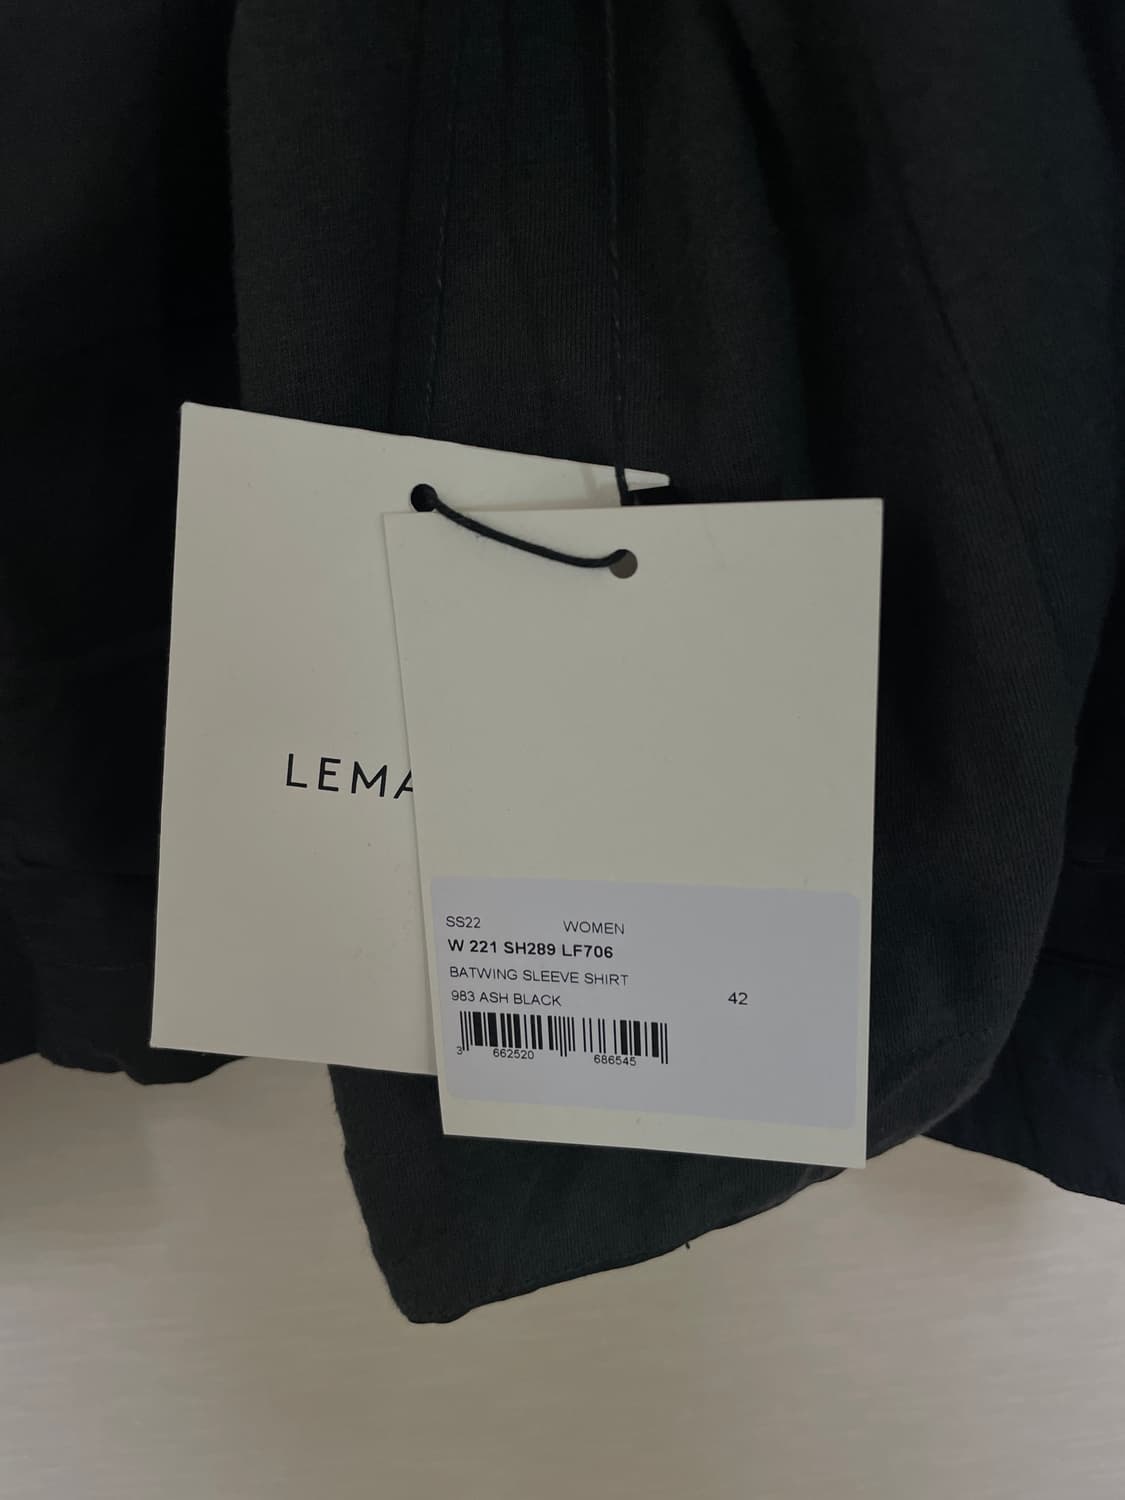 LEMA
SS22 WOMEN
W 221 SH289 LF706
BATWING SLEEVE SHIRT
983 ASH BLACK 42
3 662520 686545